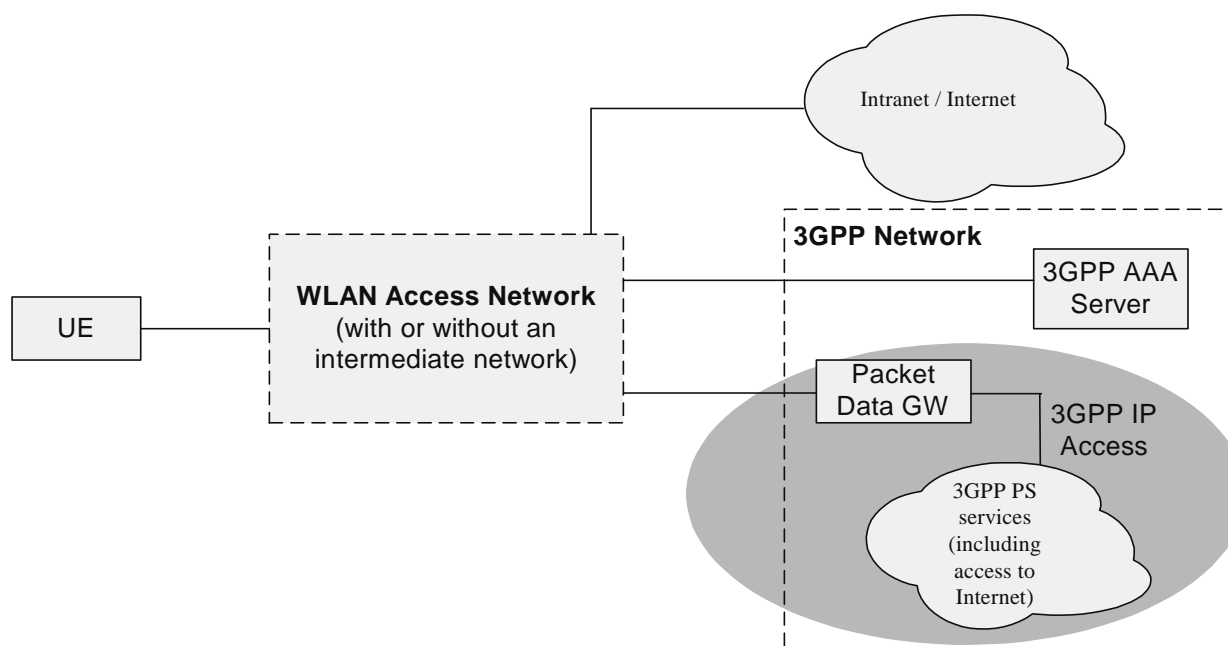 Intranet / Internet
3GPP Network
3GPP AAA
Server
WLAN Access Network
(with or without an
intermediate network)
UE
Packet
Data GW
3GPP IP
Access
3GPP PS
services
(including
access to
Internet)